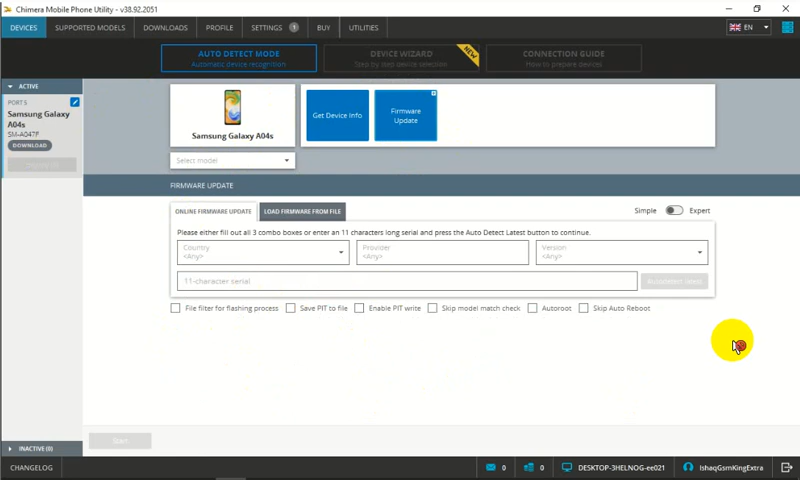 Chimera Mobile Phone Utility - v38.92.2051
DEVICES
SUPPORTED MODELS
DOWNLOADS
PROFILE
SETTINGS
BUY
UTILITIES
EN
AUTO DETECT MODE
Automatic device recognition
DEVICE WIZARD
Step by step device selection
NEW
CONNECTION GUIDE
How to prepare devices
ACTIVE
PORT 5
Samsung Galaxy
A04s
SM-A047F
DOWNLOAD
Samsung Galaxy A04s
Get Device Info
Firmware
Update
Select model
FIRMWARE UPDATE
ONLINE FIRMWARE UPDATE
LOAD FIRMWARE FROM FILE
Simple
Expert
Please either fill out all 3 combo boxes or enter an 11 characters long serial and press the Auto Detect Latest button to continue.
Country
<Any>
Provider
<Any>
Version
<Any>
11-character serial
File filter for flashing process
Save PIT to file
Enable PIT write
Skip model match check
Autoroot
Skip Auto Reboot
Start
INACTIVE (0)
CHANGELOG
0
0
DESKTOP-3HELNOG-ee021
IshaqGsmKingExtra